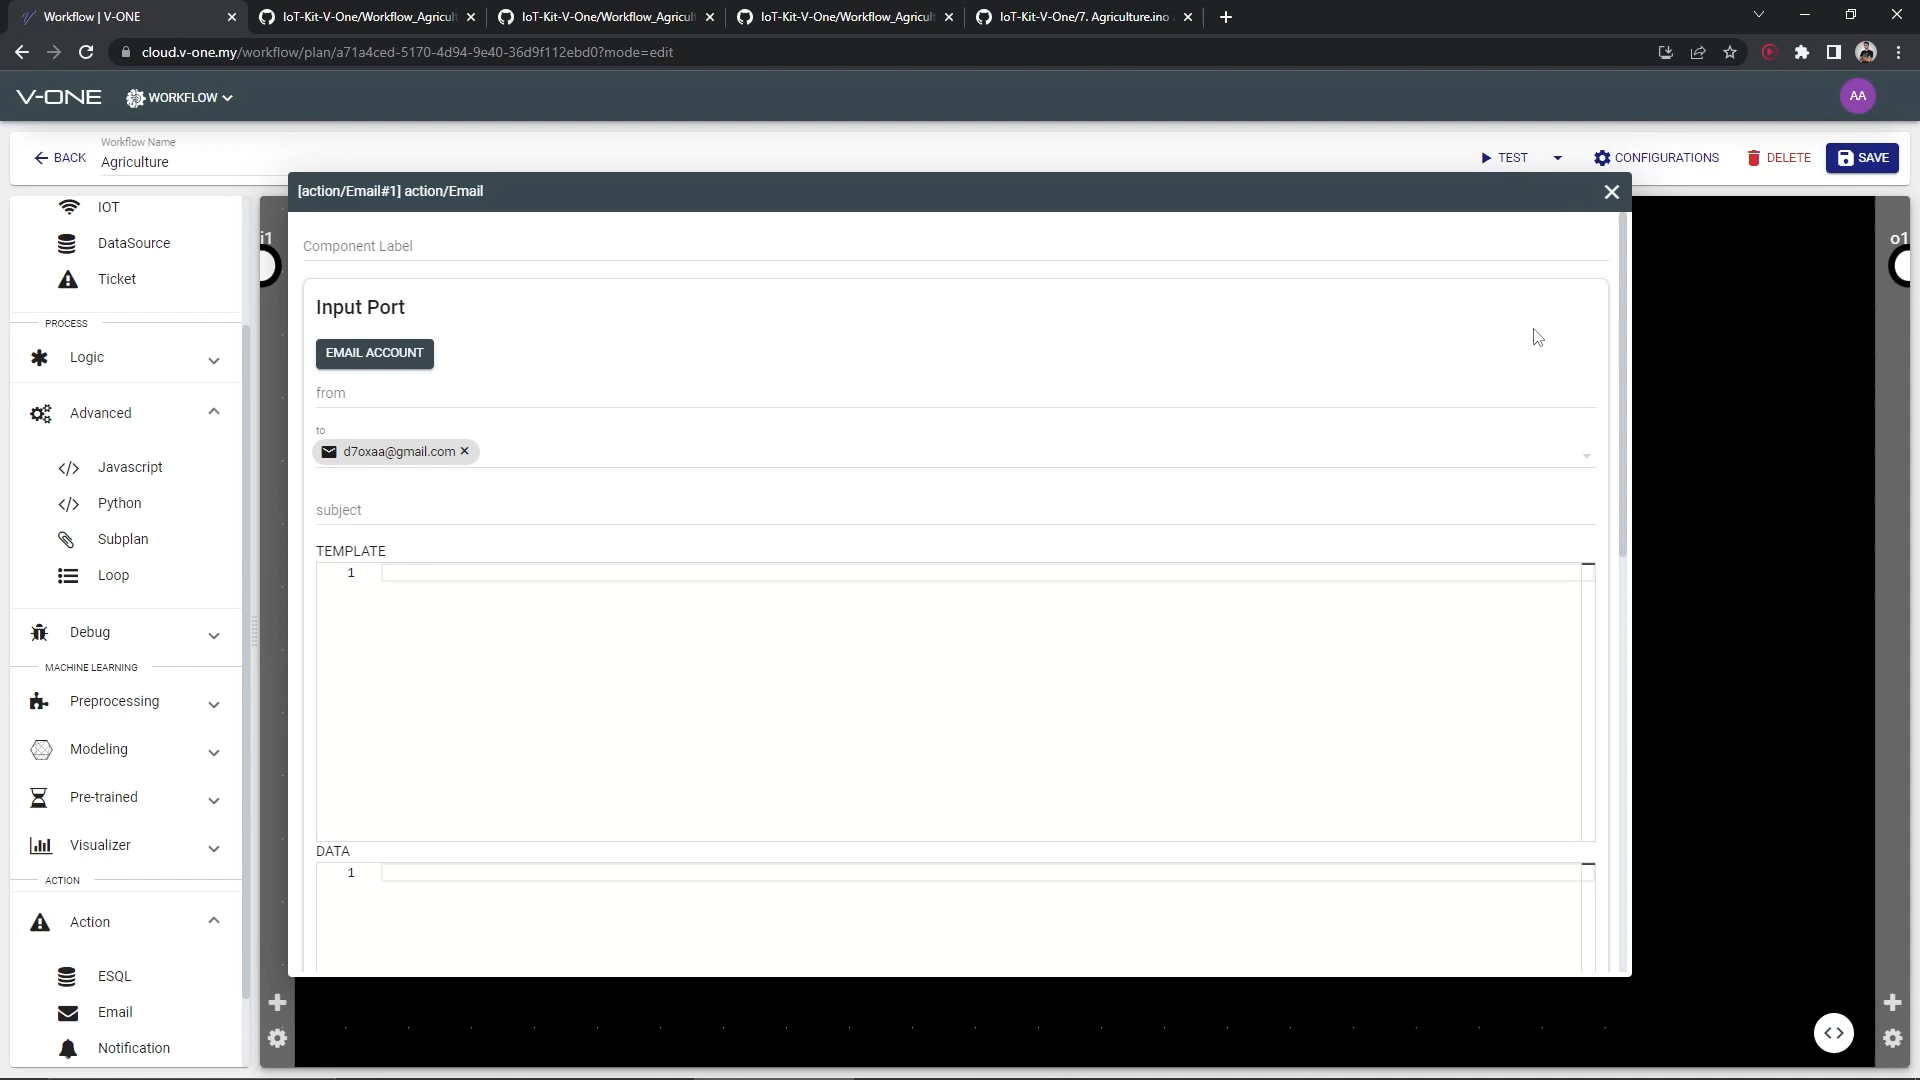 Workflow | V-ONE
IoT-Kit-V-One/Workflow_Agricult
IoT-Kit-V-One/Workflow_Agricult
IoT-Kit-V-One/Workflow_Agricult
IoT-Kit-V-One/7. Agriculture.ino
cloud.v-one.my/workflow/plan/a71a4ced-5170-4d94-9e40-36d9f112ebd0?mode=edit
V-ONE
WORKFLOW
AA
BACK
Workflow Name
Agriculture
TEST
CONFIGURATIONS
DELETE
SAVE
[action/Email#1] action/Email
IOT
DataSource
Ticket
PROCESS
Logic
Advanced
Javascript
Python
Subplan
Loop
Debug
MACHINE LEARNING
Preprocessing
Modeling
Pre-trained
Visualizer
ACTION
Action
ESQL
Email
Notification
i1
Component Label
Input Port
EMAIL ACCOUNT
from
to
d7oxaa@gmail.com
subject
TEMPLATE
1
DATA
1
o1